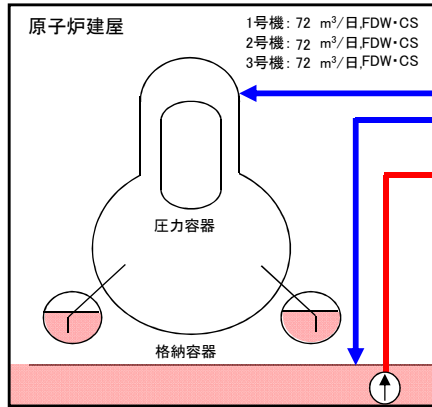 原子炉建屋
1号機: 72 m³/日,FDW・CS
2号機: 72 m³/日,FDW・CS
3号機: 72 m³/日,FDW・CS
圧力容器
格納容器